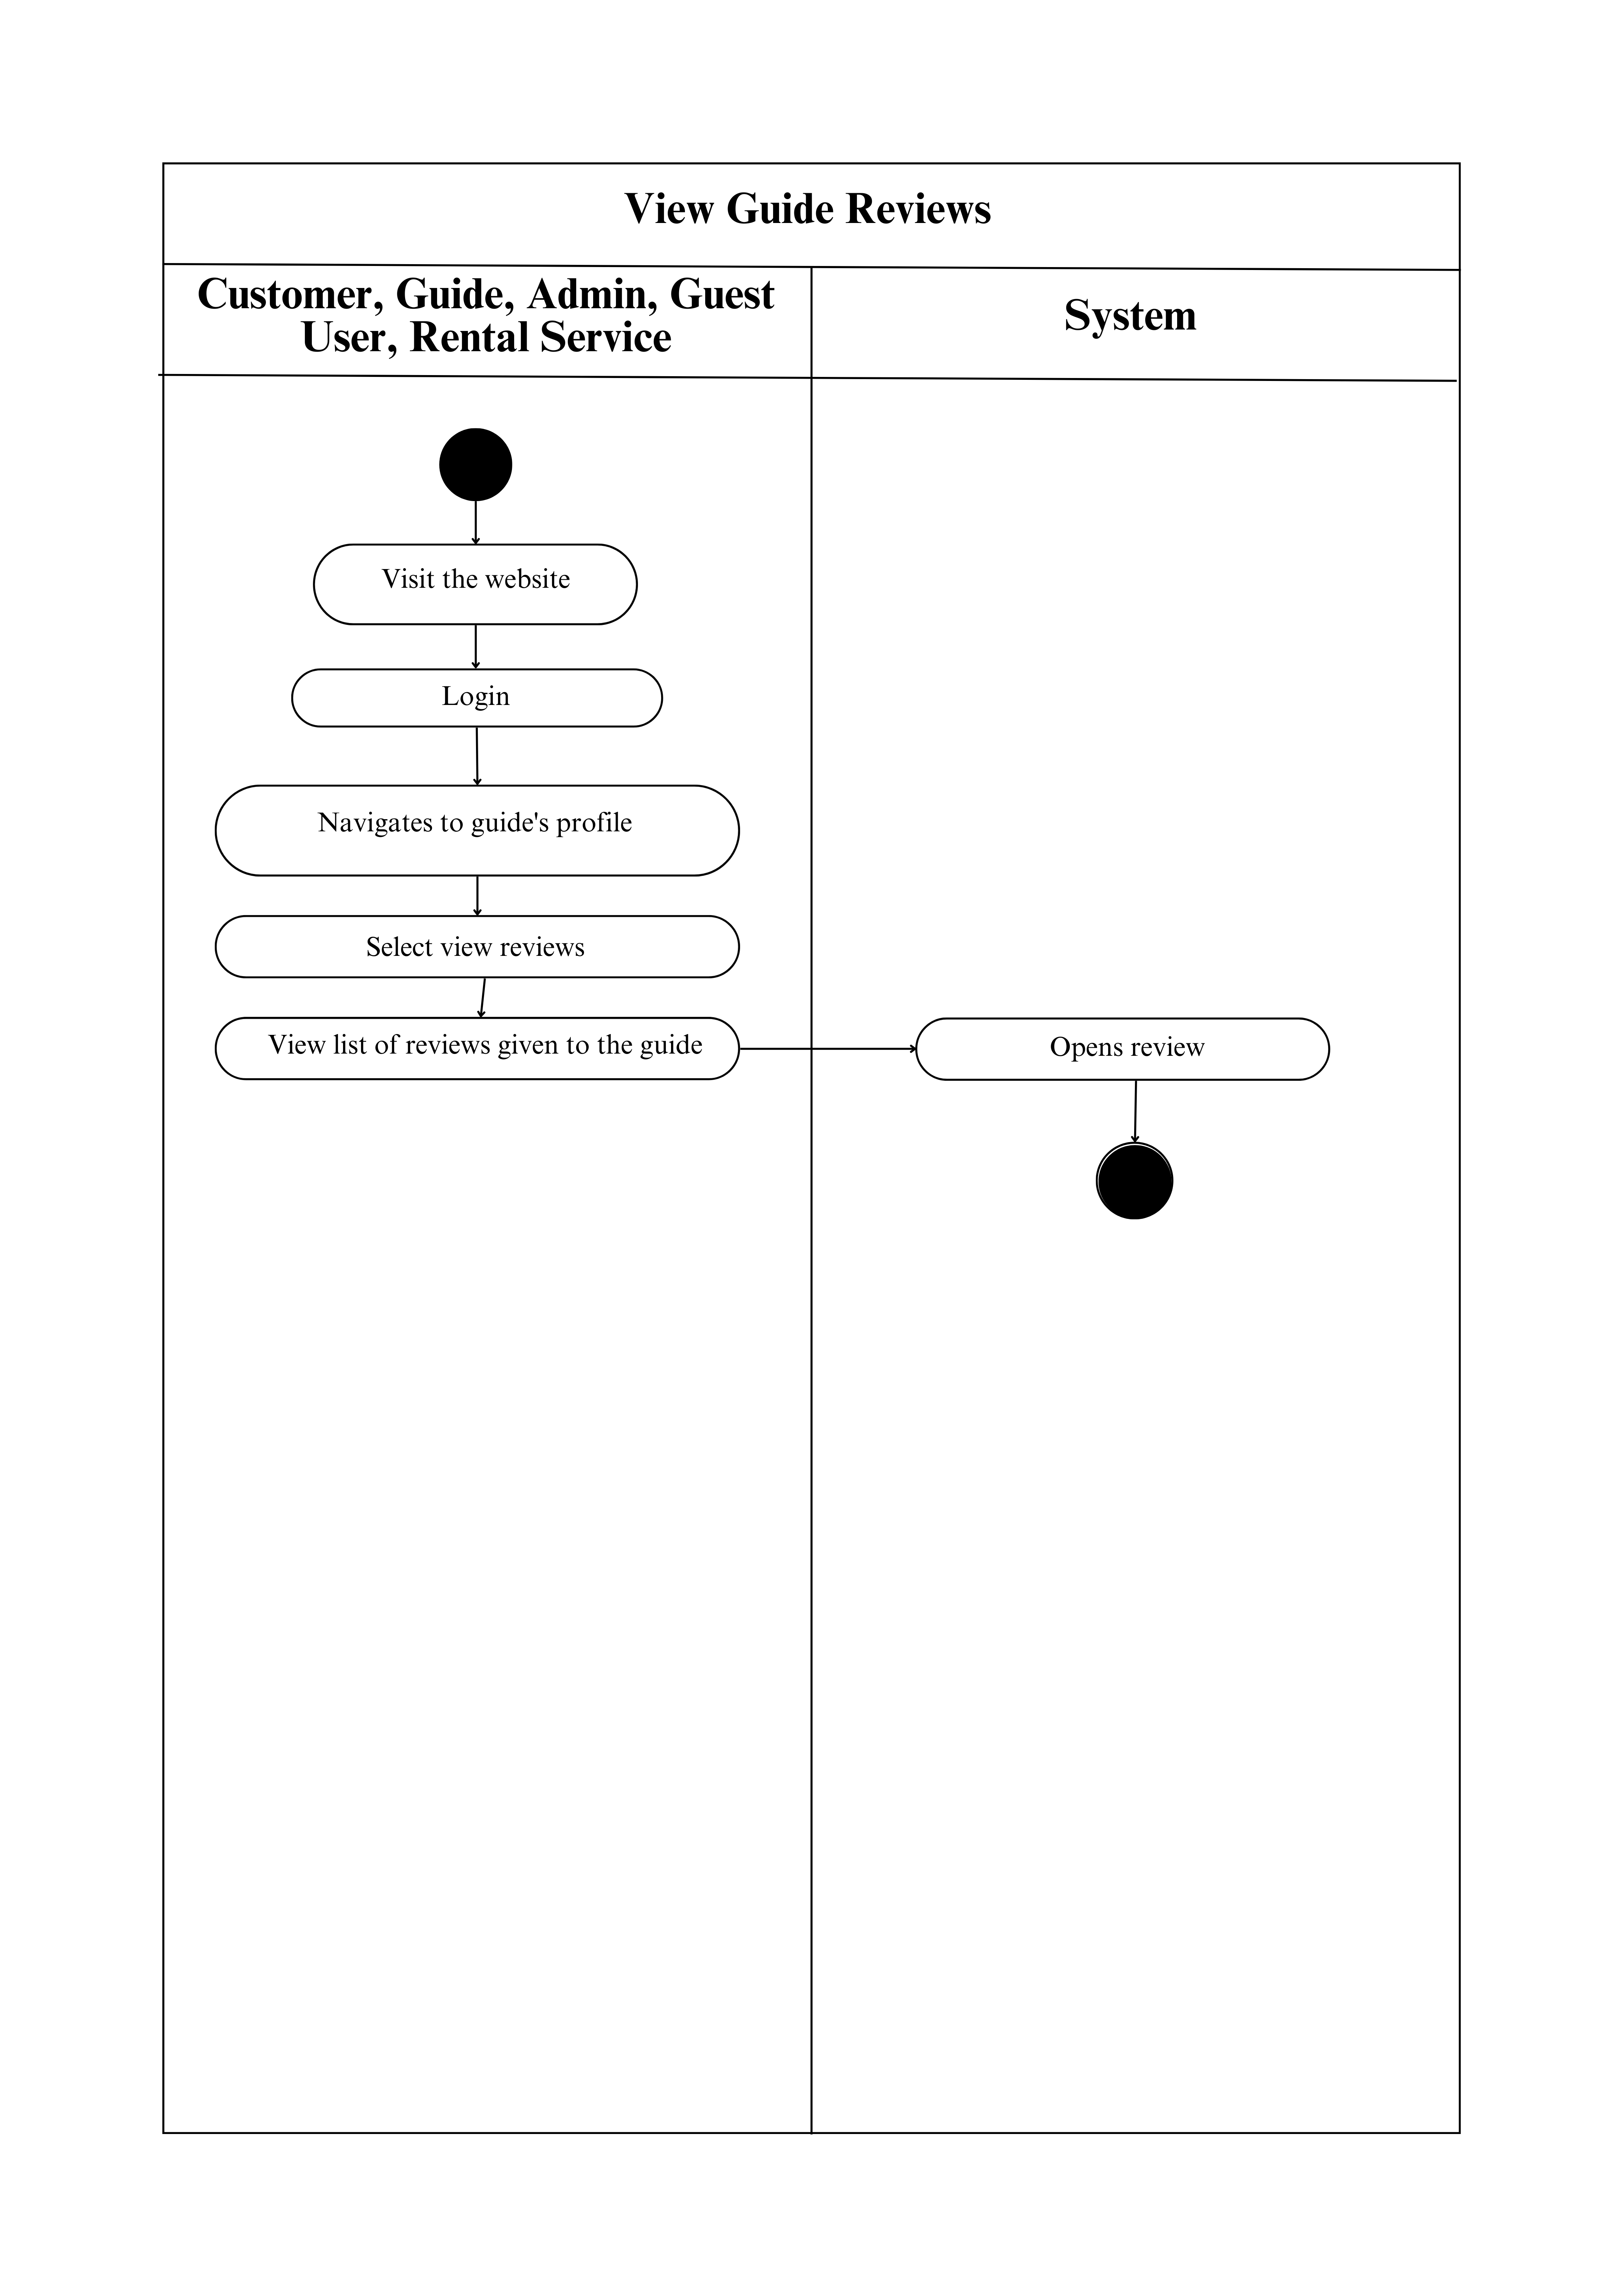 View Guide Reviews
Customer, Guide, Admin, Guest
User, Rental Service
System
Visit the website
Login
Navigates to guide's profile
Select view reviews
View list of reviews given to the guide
Opens review